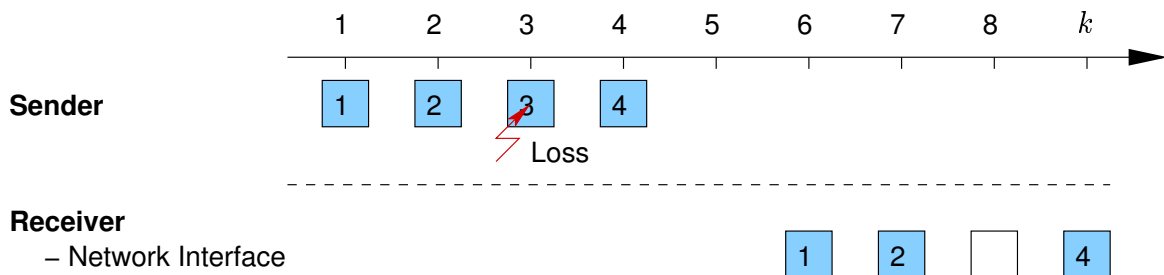 1 2 3 4 5 6 7 8 k
Sender 1 2 3 4
Loss
Receiver
– Network Interface 1 2 4